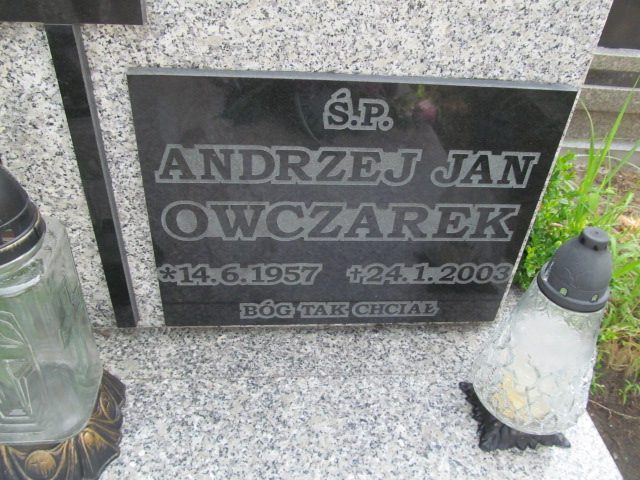 Ś.P.
ANDRZEJ JAN
OWCZAREK
*14.6.1957 +24.1.2003
BÓG TAK CHCIAŁ